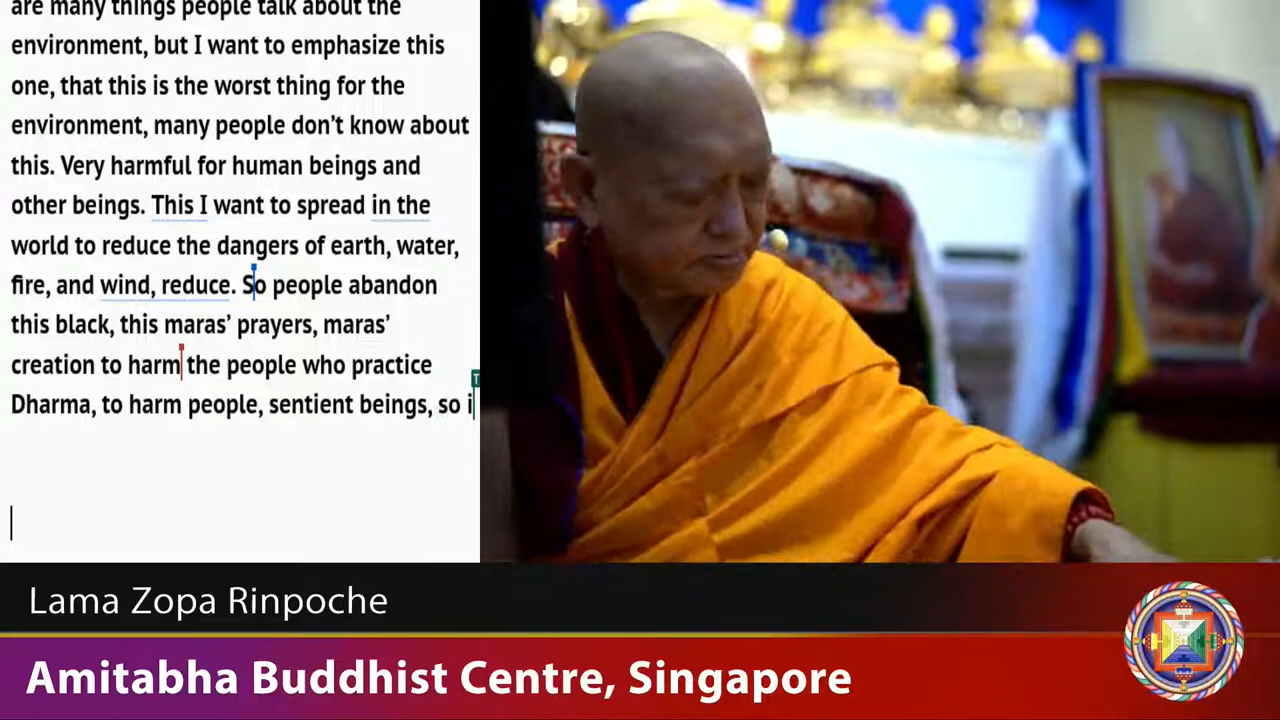 are many things people talk about the
environment, but I want to emphasize this
one, that this is the worst thing for the
environment, many people don't know about
this. Very harmful for human beings and
other beings. This I want to spread in the
world to reduce the dangers of earth, water,
fire, and wind, reduce. So people abandon
this black, this maras' prayers, maras'
creation to harm the people who practice
Dharma, to harm people, sentient beings, so i
T
Lama Zopa Rinpoche
Amitabha Buddhist Centre, Singapore